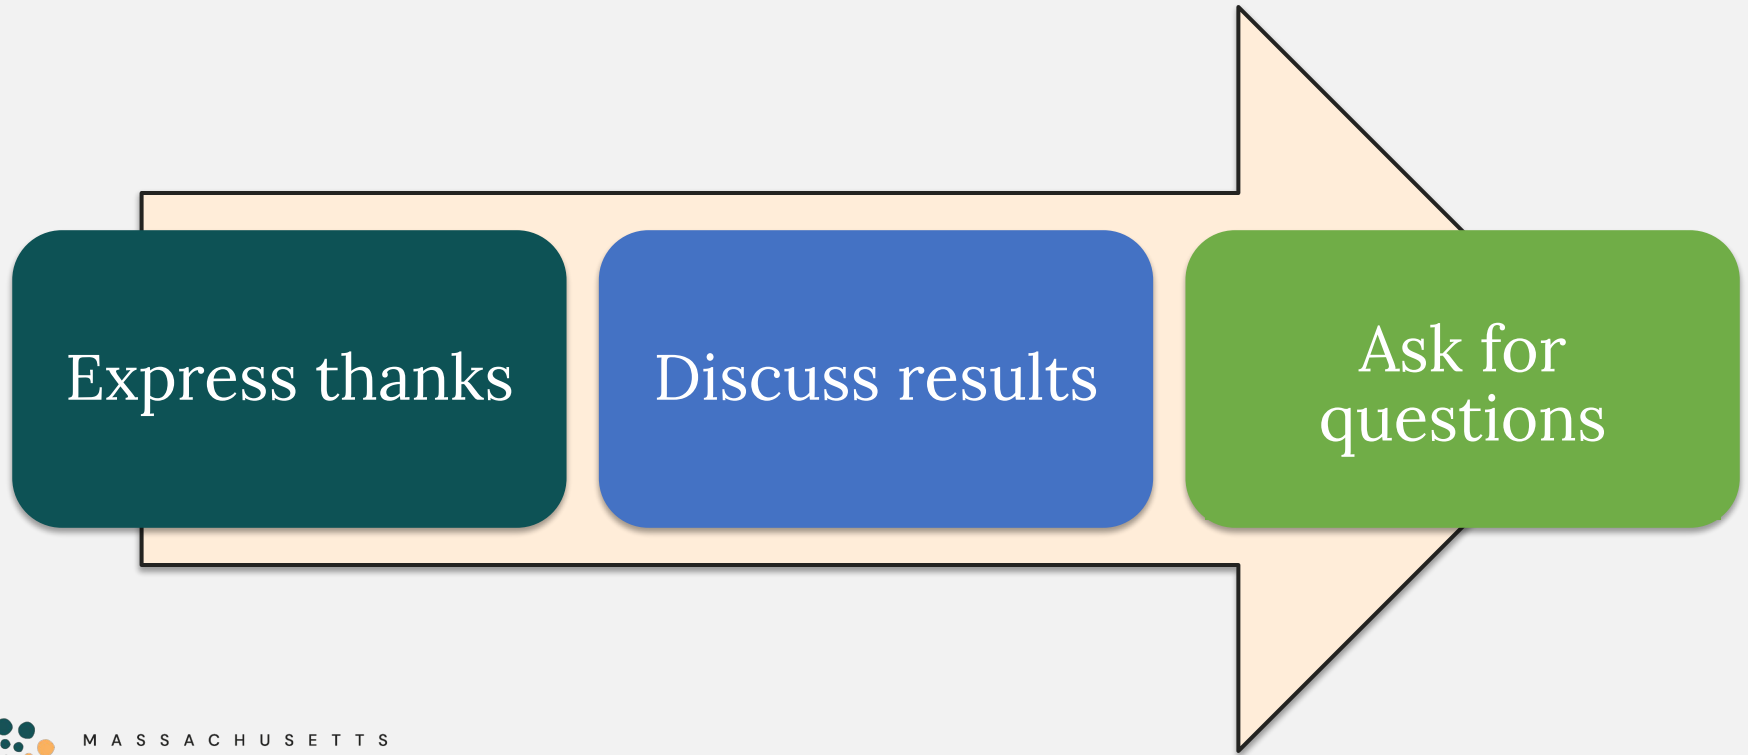 Express thanks
Discuss results
Ask for
questions
MASSACHUSETTS